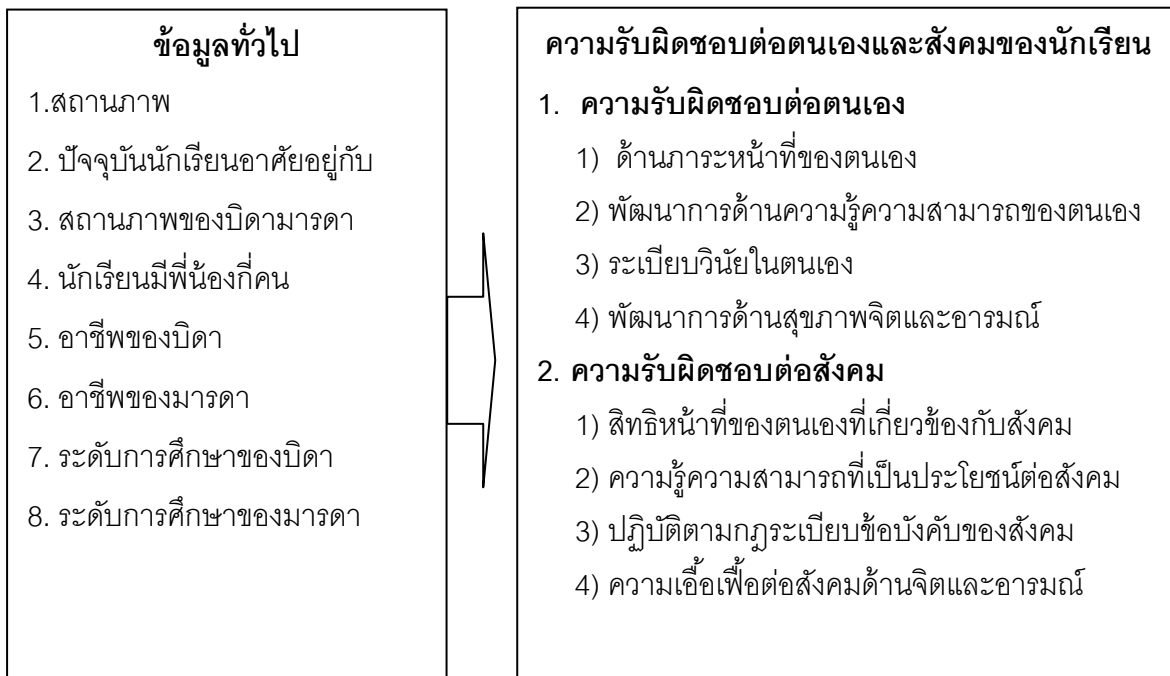 ข้อมูลทั่วไป
1.สถานภาพ
2. ปัจจุบันนักเรียนอาศัยอยู่กับ
3. สถานภาพของบิดามารดา
4. นักเรียนมีพี่น้องกี่คน
5. อาชีพของบิดา
6. อาชีพของมารดา
7. ระดับการศึกษาของบิดา
8. ระดับการศึกษาของมารดา
ความรับผิดชอบต่อตนเองและสังคมของนักเรียน
1. ความรับผิดชอบต่อตนเอง
1) ด้านภาระหน้าที่ของตนเอง
2) พัฒนาการด้านความรู้ความสามารถของตนเอง
3) ระเบียบวินัยในตนเอง
4) พัฒนาการด้านสุขภาพจิตและอารมณ์
2. ความรับผิดชอบต่อสังคม
1) สิทธิหน้าที่ของตนเองที่เกี่ยวข้องกับสังคม
2) ความรู้ความสามารถที่เป็นประโยชน์ต่อสังคม
3) ปฏิบัติตามกฎระเบียบข้อบังคับของสังคม
4) ความเอื้อเฟื้อต่อสังคมด้านจิตและอารมณ์